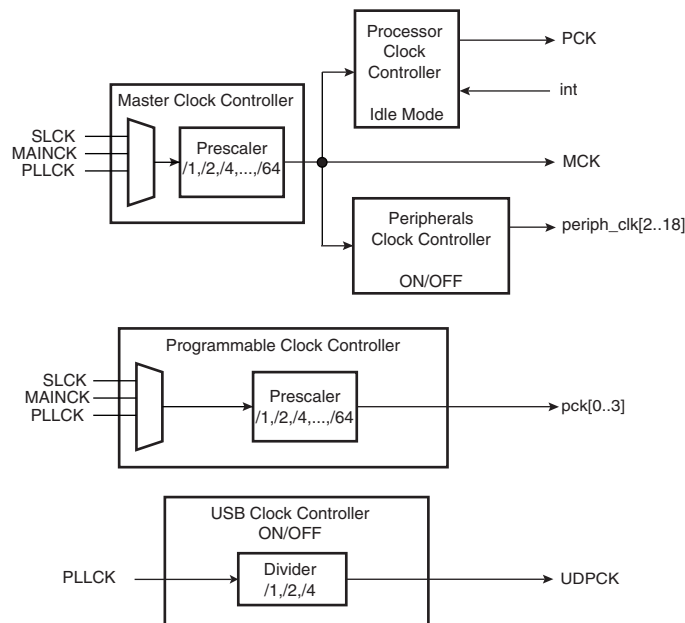 Processor
Clock
Controller
Idle Mode
PCK
int
Master Clock Controller
SLCK
MAINCK
PLLCK
Prescaler
/1,/2,/4,...,/64
MCK
Peripherals
Clock Controller
ON/OFF
periph_clk[2..18]
Programmable Clock Controller
SLCK
MAINCK
PLLCK
Prescaler
/1,/2,/4,...,/64
pck[0..3]
USB Clock Controller
ON/OFF
PLLCK
Divider
/1,/2,/4
UDPCK